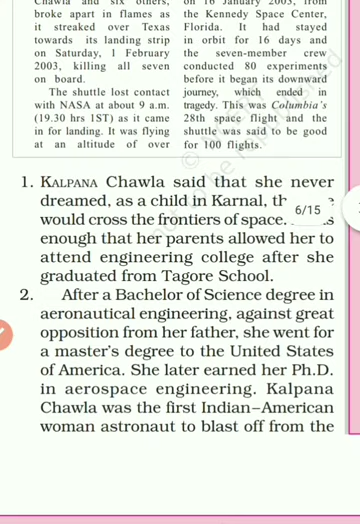 Chawla and six others,
broke apart in flames as
it streaked over Texas
towards its landing strip
on Saturday, 1 February
2003, killing all seven
on board.
The shuttle lost contact
with NASA at about 9 a.m.
(19.30 hrs 1ST) as it came
in for landing. It was flying
at an altitude of over
on 16 January 2003, from
the Kennedy Space Center,
Florida. It had stayed
in orbit for 16 days and
the seven-member crew
conducted 80 experiments
before it began its downward
journey, which ended in
tragedy. This was Columbia's
28th space flight and the
shuttle was said to be good
for 100 flights.
1. KALPANA Chawla said that she never
dreamed, as a child in Karnal, th
would cross the frontiers of space.
enough that her parents allowed her to
attend engineering college after she
graduated from Tagore School.
2. After a Bachelor of Science degree in
aeronautical engineering, against great
opposition from her father, she went for
a master's degree to the United States
of America. She later earned her Ph.D.
in aerospace engineering. Kalpana
Chawla was the first Indian–American
woman astronaut to blast off from the
6/15